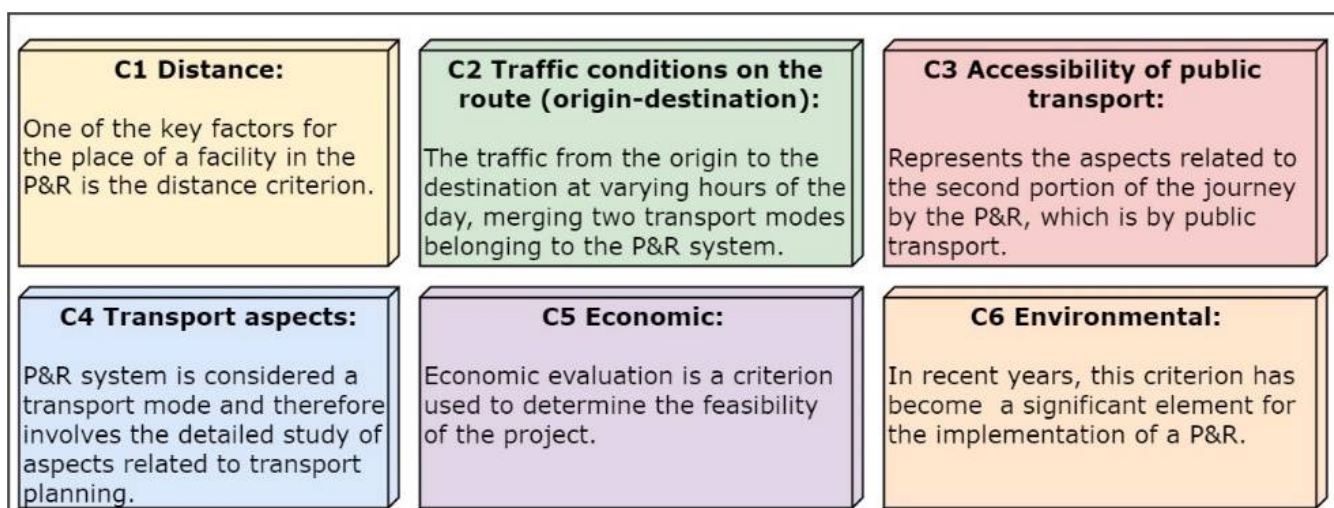 C1 Distance:
One of the key factors for
the place of a facility in the
P&R is the distance criterion.
C2 Traffic conditions on the
route (origin-destination):
The traffic from the origin to the
destination at varying hours of the
day, merging two transport modes
belonging to the P&R system.
C3 Accessibility of public
transport:
Represents the aspects related to
the second portion of the journey
by the P&R, which is by public
transport.
C4 Transport aspects:
P&R system is considered a
transport mode and therefore
involves the detailed study of
aspects related to transport
planning.
C5 Economic:
Economic evaluation is a criterion
used to determine the feasibility
of the project.
C6 Environmental:
In recent years, this criterion has
become  a significant element for
the implementation of a P&R.